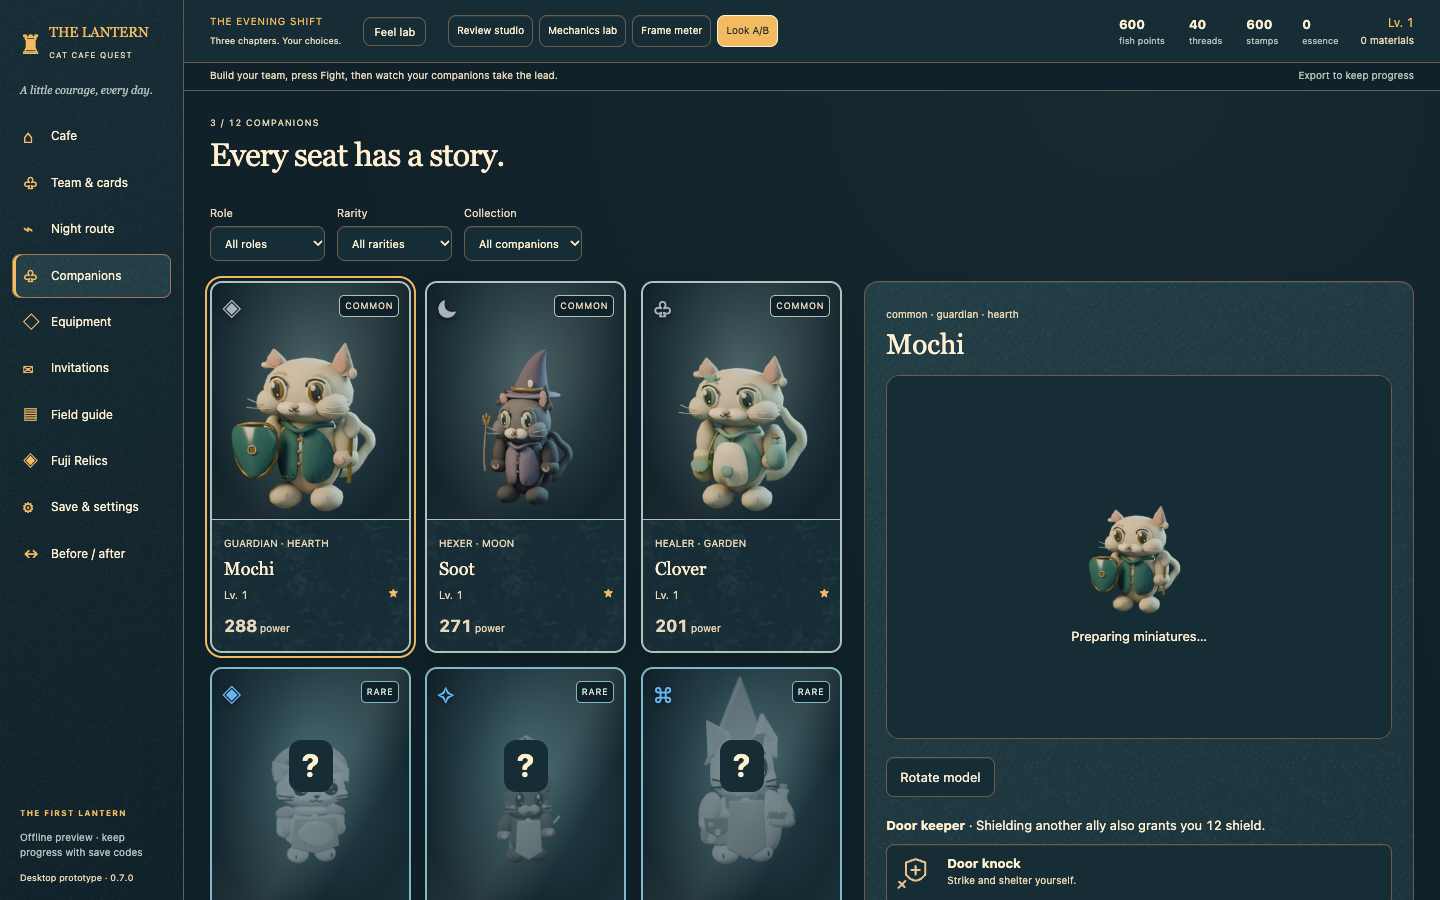 THE LANTERN
CAT CAFE QUEST
A little courage, every day.
Cafe
Team & cards
Night route
Companions
Equipment
Invitations
Field guide
Fuji Relics
Save & settings
Before / after
THE FIRST LANTERN
Offline preview · keep
progress with save codes
Desktop prototype · 0.7.0
THE EVENING SHIFT
Three chapters. Your choices.
Feel lab
Review studio
Mechanics lab
Frame meter
Look A/B
600
fish points
40
threads
600
stamps
0
essence
Lv. 1
0 materials
Build your team, press Fight, then watch your companions take the lead.
Export to keep progress
3 / 12 COMPANIONS
Every seat has a story.
Role
Rarity
Collection
All roles
All rarities
All companions
COMMON
GUARDIAN · HEARTH
Mochi
Lv. 1
288 power
COMMON
HEXER · MOON
Soot
Lv. 1
271 power
COMMON
HEALER · GARDEN
Clover
Lv. 1
201 power
RARE
?
RARE
?
RARE
?
common · guardian · hearth
Mochi
Preparing miniatures...
Rotate model
Door keeper · Shielding another ally also grants you 12 shield.
Door knock
Strike and shelter yourself.